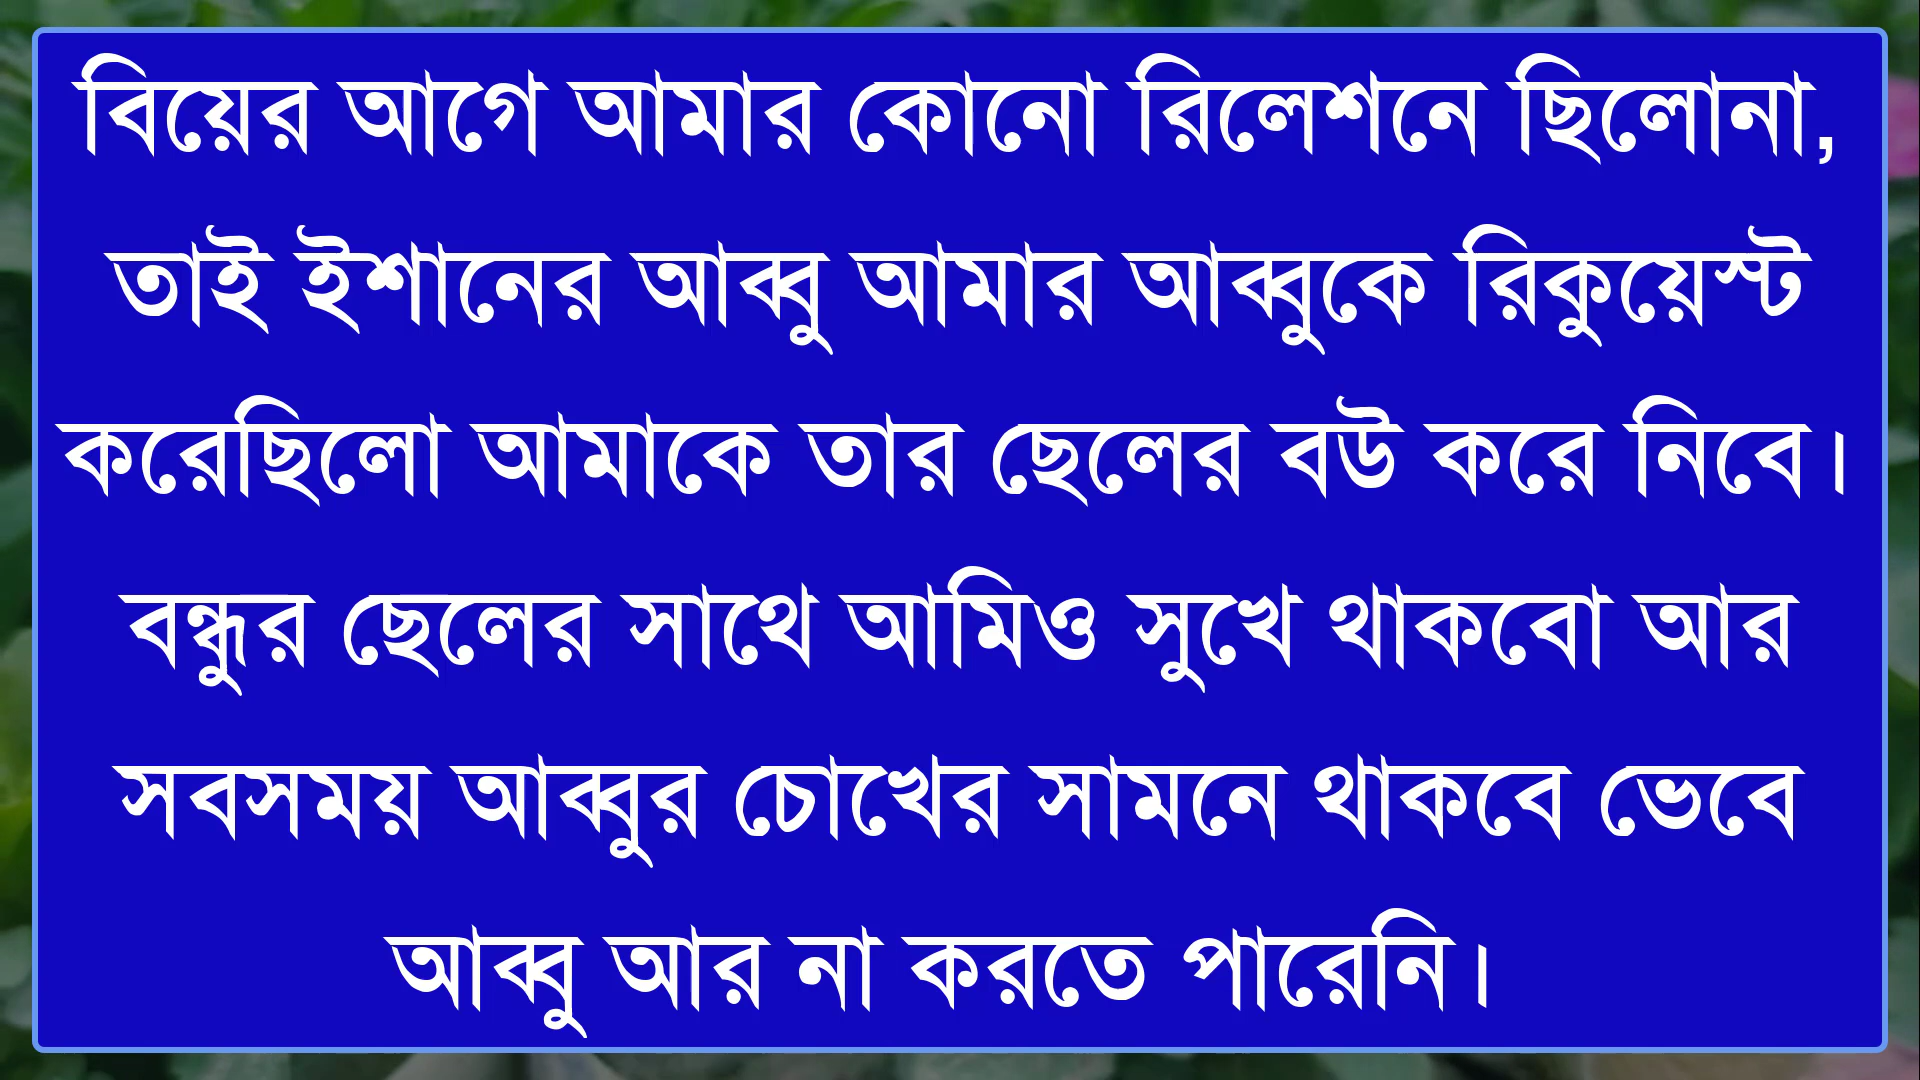 বিয়ের আগে আমার কোনো রিলেশনে ছিলোনা,
তাই ইশানের আব্বু আমার আব্বুকে রিকুয়েস্ট
করেছিলো আমাকে তার ছেলের বউ করে নিবে।
বন্ধুর ছেলের সাথে আমিও সুখে থাকবো আর
সবসময় আব্বুর চোখের সামনে থাকবে ভেবে
আব্বু আর না করতে পারেনি।